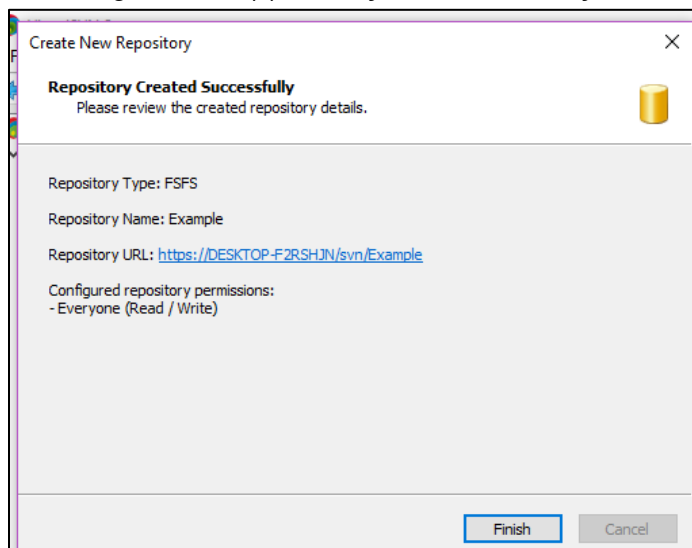 Create New Repository
Repository Created Successfully
Please review the created repository details.
Repository Type: FSFS
Repository Name: Example
Repository URL: https://DESKTOP-F2RSHJN/svn/Example
Configured repository permissions:
- Everyone (Read / Write)
Finish Cancel